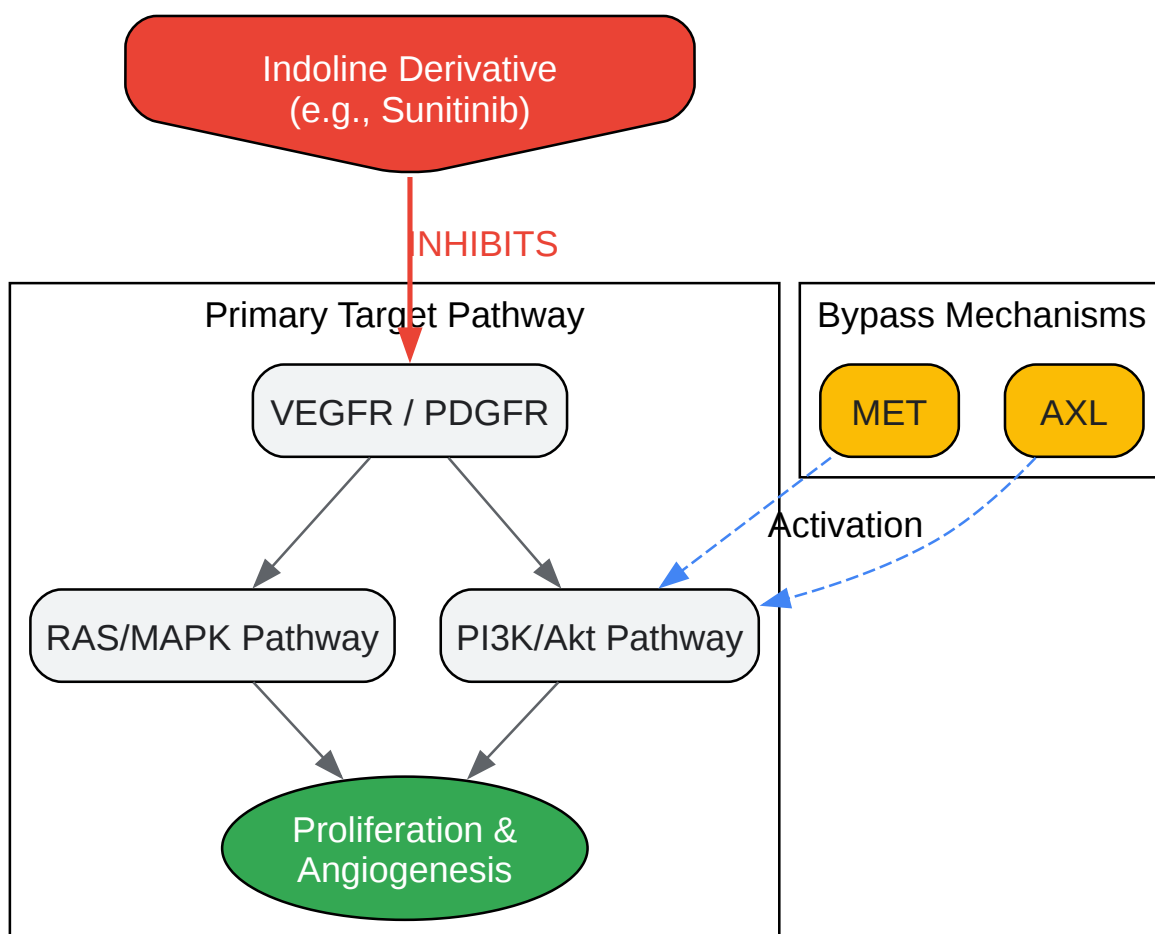 Indoline Derivative
(e.g., Sunitinib)
INHIBITS
Primary Target Pathway
Bypass Mechanisms
VEGFR / PDGFR
MET
AXL
Activation
RAS/MAPK Pathway
PI3K/Akt Pathway
Proliferation &
Angiogenesis